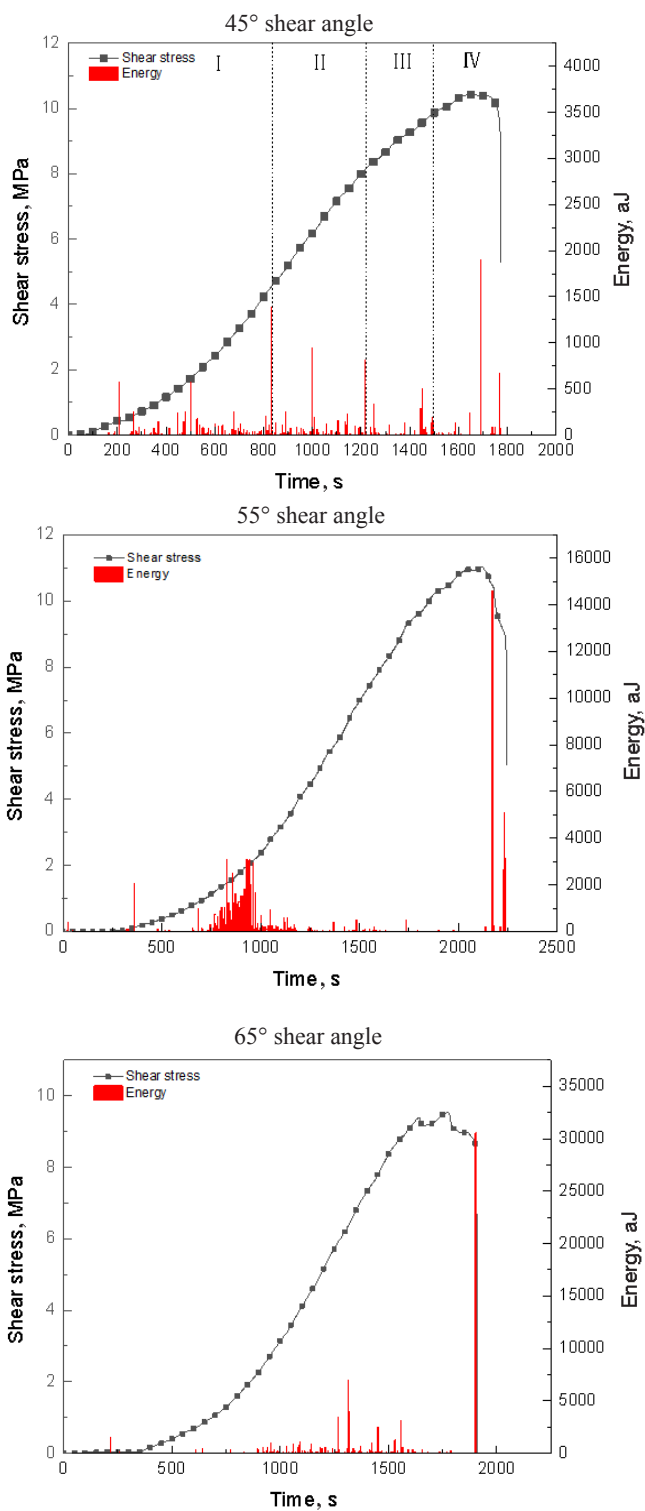 45° shear angle
12
10
8
6
4
2
0
Shear stress, MPa
Shear stress
Energy
I
II
III
IV
4000
3500
3000
2500
2000
1500
1000
500
0
Energy, aJ
0 200 400 600 800 1000 1200 1400 1600 1800 2000
Time, s
55° shear angle
12
10
8
6
4
2
0
Shear stress, MPa
Shear stress
Energy
16000
14000
12000
10000
8000
6000
4000
2000
0
Energy, aJ
0 500 1000 1500 2000 2500
Time, s
65° shear angle
10
8
6
4
2
0
Shear stress, MPa
Shear stress
Energy
35000
30000
25000
20000
15000
10000
5000
0
Energy, aJ
0 500 1000 1500 2000
Time, s